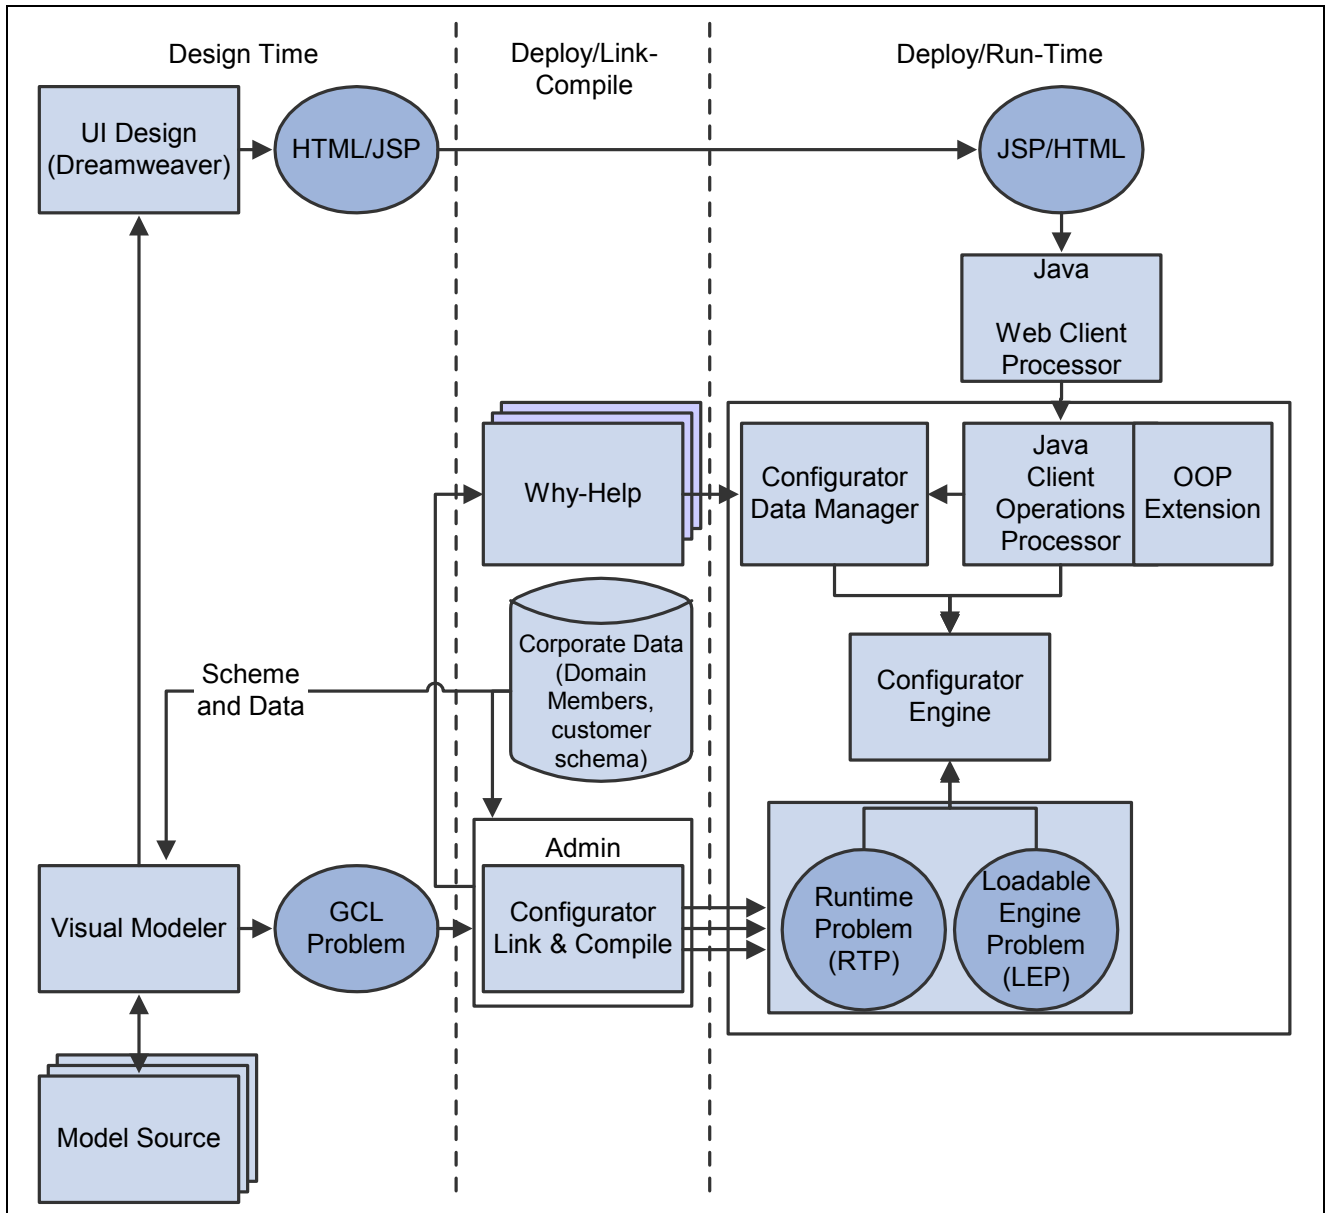 Design Time
Deploy/Link-
Compile
Deploy/Run-Time
UI Design
(Dreamweaver)
HTML/JSP
JSP/HTML
Java
Web Client
Processor
Why-Help
Configurator
Data Manager
Java
Client
Operations
Processor
OOP
Extension
Corporate Data
(Domain
Members,
customer
schema)
Scheme
and Data
Configurator
Engine
Admin
Visual Modeler
GCL
Problem
Configurator
Link & Compile
Runtime
Problem
(RTP)
Loadable
Engine
Problem
(LEP)
Model Source